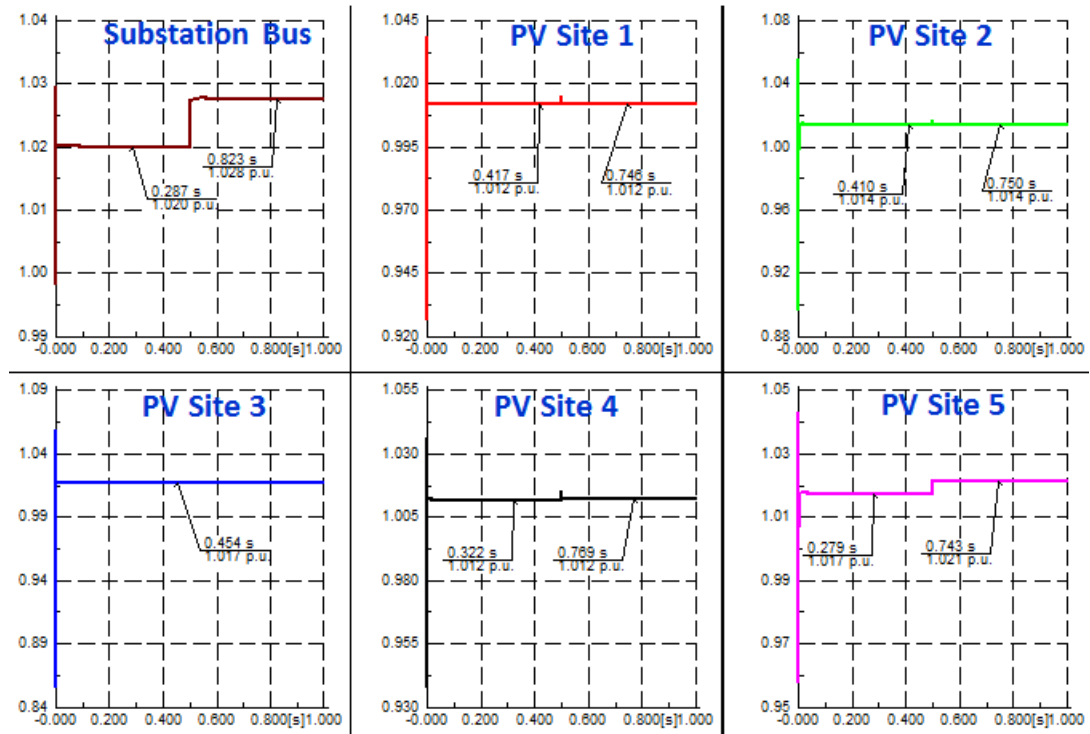 Substation Bus
1.04
1.03
1.02
1.01
1.00
0.99
0.823 s
1.028 p.u.
0.287 s
1.020 p.u.
-0.000 0.200 0.400 0.600 0.800[s]1.000
PV Site 1
1.045
1.020
0.995
0.970
0.945
0.920
0.417 s
1.012 p.u.
0.746 s
1.012 p.u.
-0.000 0.200 0.400 0.600 0.800[s]1.000
PV Site 2
1.08
1.04
1.00
0.96
0.92
0.88
0.410 s
1.014 p.u.
0.750 s
1.014 p.u.
-0.000 0.200 0.400 0.600 0.800[s]1.000
PV Site 3
1.09
1.04
0.99
0.94
0.89
0.84
0.454 s
1.017 p.u.
-0.000 0.200 0.400 0.600 0.800[s]1.000
PV Site 4
1.055
1.030
1.005
0.980
0.955
0.930
0.322 s
1.012 p.u.
0.769 s
1.012 p.u.
-0.000 0.200 0.400 0.600 0.800[s]1.000
PV Site 5
1.05
1.03
1.01
0.99
0.97
0.95
0.279 s
1.017 p.u.
0.743 s
1.021 p.u.
-0.000 0.200 0.400 0.600 0.800[s]1.000